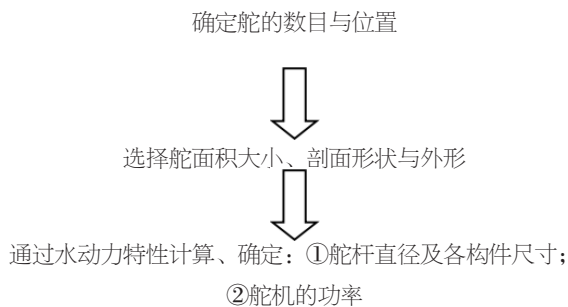 确定舵的数目与位置
选择舵面积大小、剖面形状与外形
通过水动力特性计算、确定：①舵杆直径及各构件尺寸；
②舵机的功率